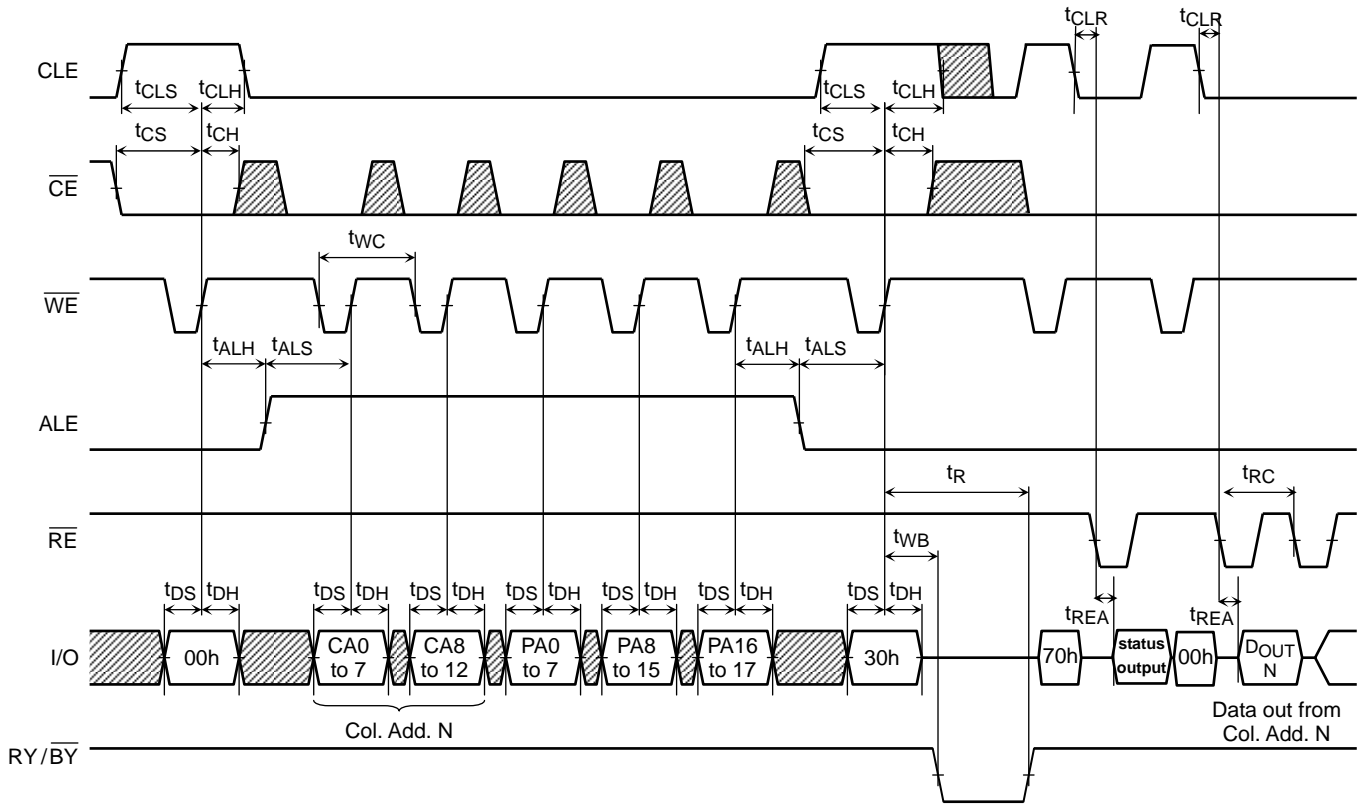 tCLR tCLR
CLE
tCLS tCLH tCLS tCLH
tCS tCH tCS tCH
CE
tWC
WE
tALH tALS tALH tALS
ALE
tR tRC
RE
tWB
tDS tDH tDS tDH tDS tDH tDS tDH tDS tDH tDS tDH tDS tDH
tREA tREA
I/O
00h
CA0 to 7
CA8 to 12
PA0 to 7
PA8 to 15
PA16 to 17
30h
70h
status output
00h
DOUT N
Col. Add. N
Data out from
Col. Add. N
RY/BY